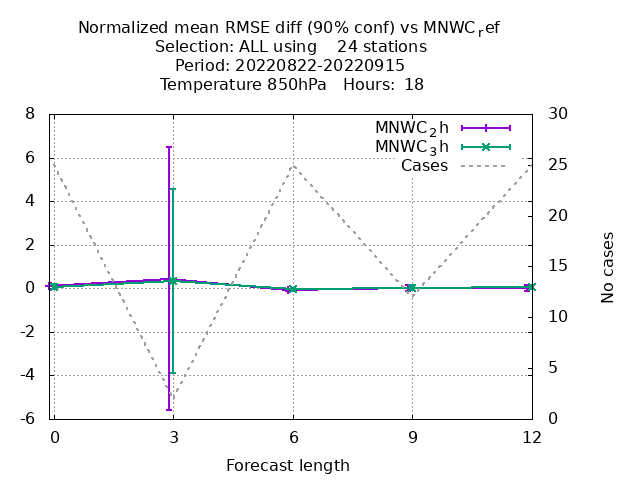 Normalized mean RMSE diff (90% conf) vs MNWC_ref
Selection: ALL using    24 stations
Period: 20220822-20220915
Temperature 850hPa   Hours: 18
MNWC_2h
MNWC_3h
Cases
8
6
4
2
0
-2
-4
-6
30
25
20
15
10
5
0
No cases
0 3 6 9 12
Forecast length